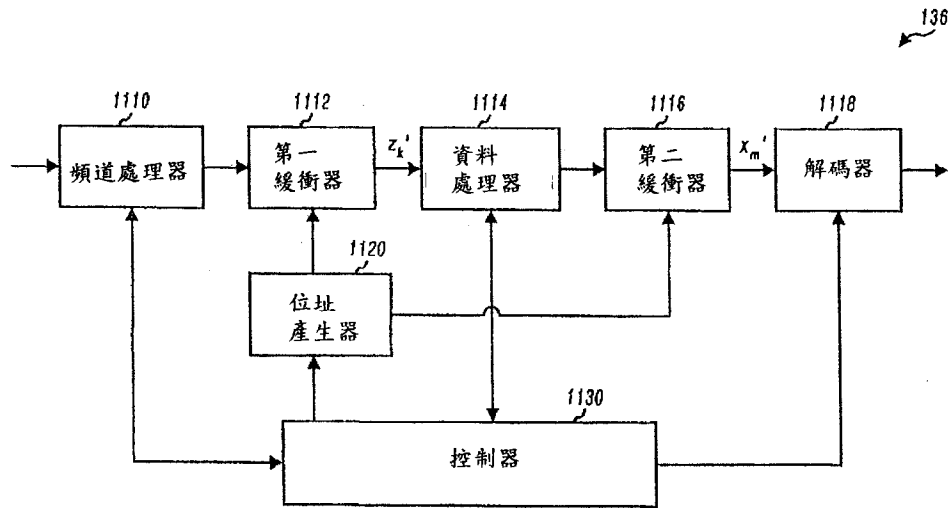 136
1110
1112
1114
1116
1118
頻道處理器
第一
緩衝器
z_k'
資料
處理器
第二
緩衝器
x_m'
解碼器
1120
位址
產生器
1130
控制器